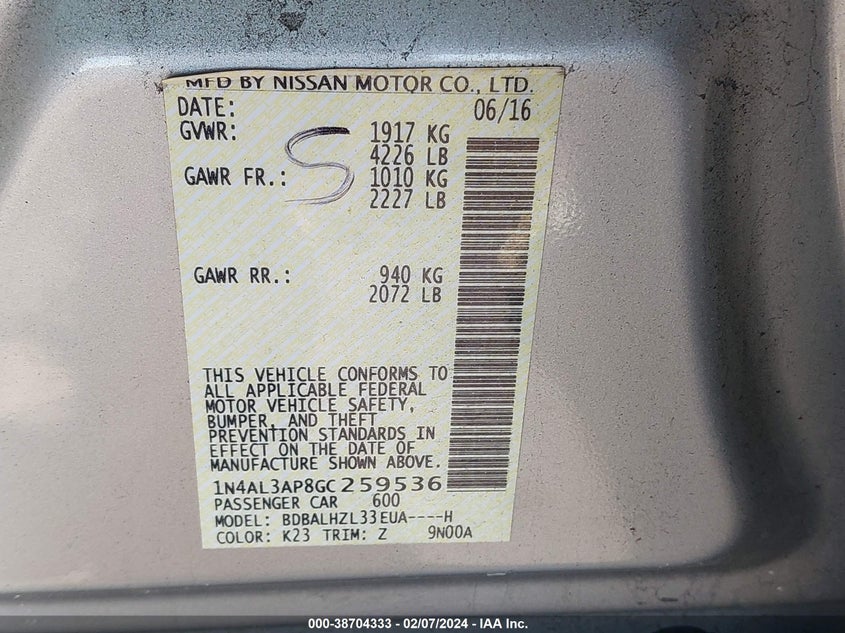 MFD BY NISSAN MOTOR CO., LTD.
DATE: 06/16
GVWR: 1917 KG
4226 LB
GAWR FR.: 1010 KG
2227 LB
S
GAWR RR.: 940 KG
2072 LB
THIS VEHICLE CONFORMS TO
ALL APPLICABLE FEDERAL
MOTOR VEHICLE SAFETY,
BUMPER, AND THEFT
PREVENTION STANDARDS IN
EFFECT ON THE DATE OF
MANUFACTURE SHOWN ABOVE.
1N4AL3AP8GC259536
PASSENGER CAR 600
MODEL: BDBALHZL33EUA----H
COLOR: K23 TRIM: Z 9N00A
000-38704333 - 02/07/2024 - IAA Inc.